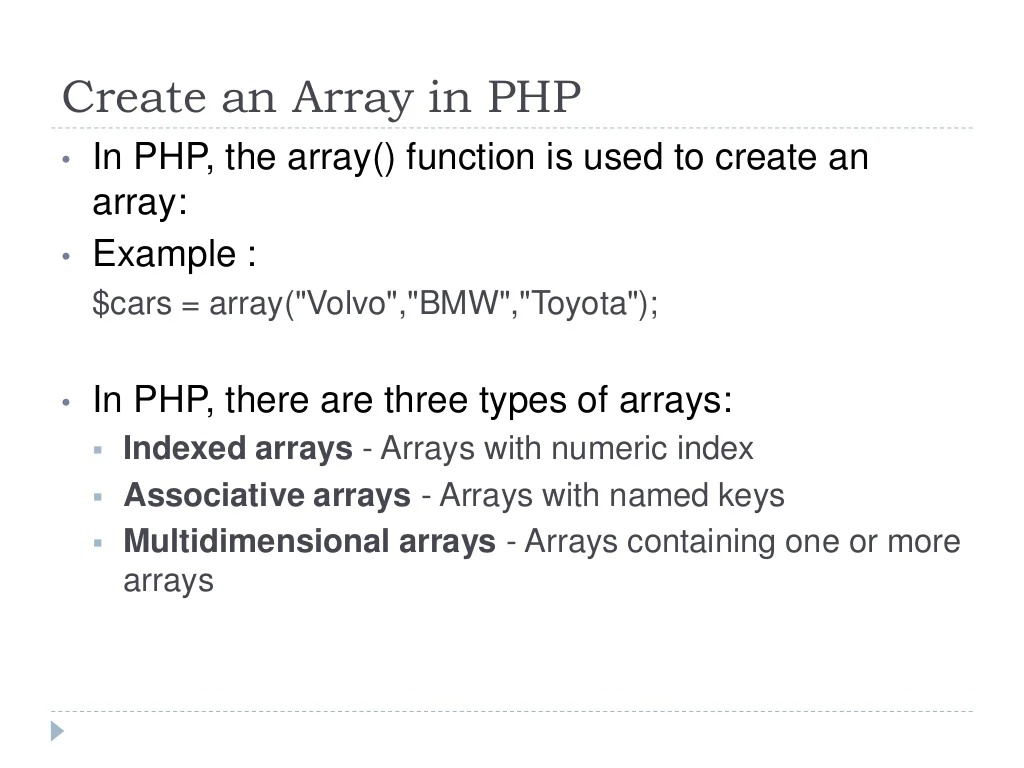 Create an Array in PHP
• In PHP, the array() function is used to create an
array:
• Example :
$cars = array("Volvo","BMW","Toyota");
• In PHP, there are three types of arrays:
▪ Indexed arrays - Arrays with numeric index
▪ Associative arrays - Arrays with named keys
▪ Multidimensional arrays - Arrays containing one or more
arrays